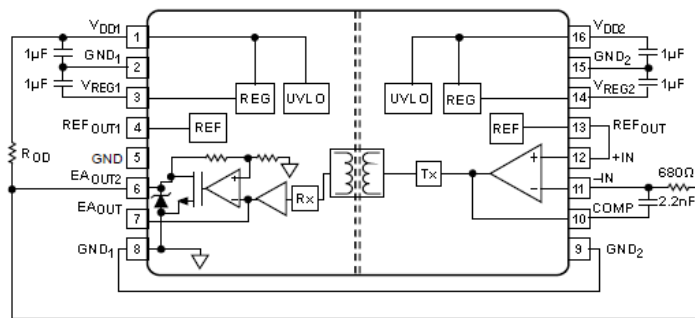 VDD1
1
1µF
GND1
2
1µF
VREG1
3
REG
UVLO
REFOUT1
4
REF
ROD
GND
5
EAOUT2
6
EAOUT
7
Rx
GND1
8
VDD2
16
1µF
GND2
15
1µF
VREG2
14
UVLO
REG
REFOUT
13
REF
+IN
12
+
–IN
11
–
680Ω
2.2nF
COMP
10
Tx
GND2
9
+
–